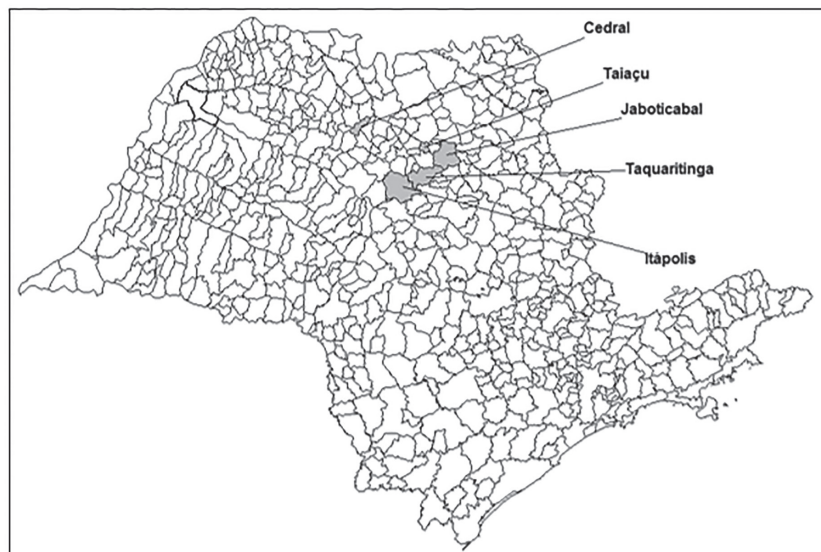 Cedral
Taiaçu
Jaboticabal
Taquaritinga
Itápolis